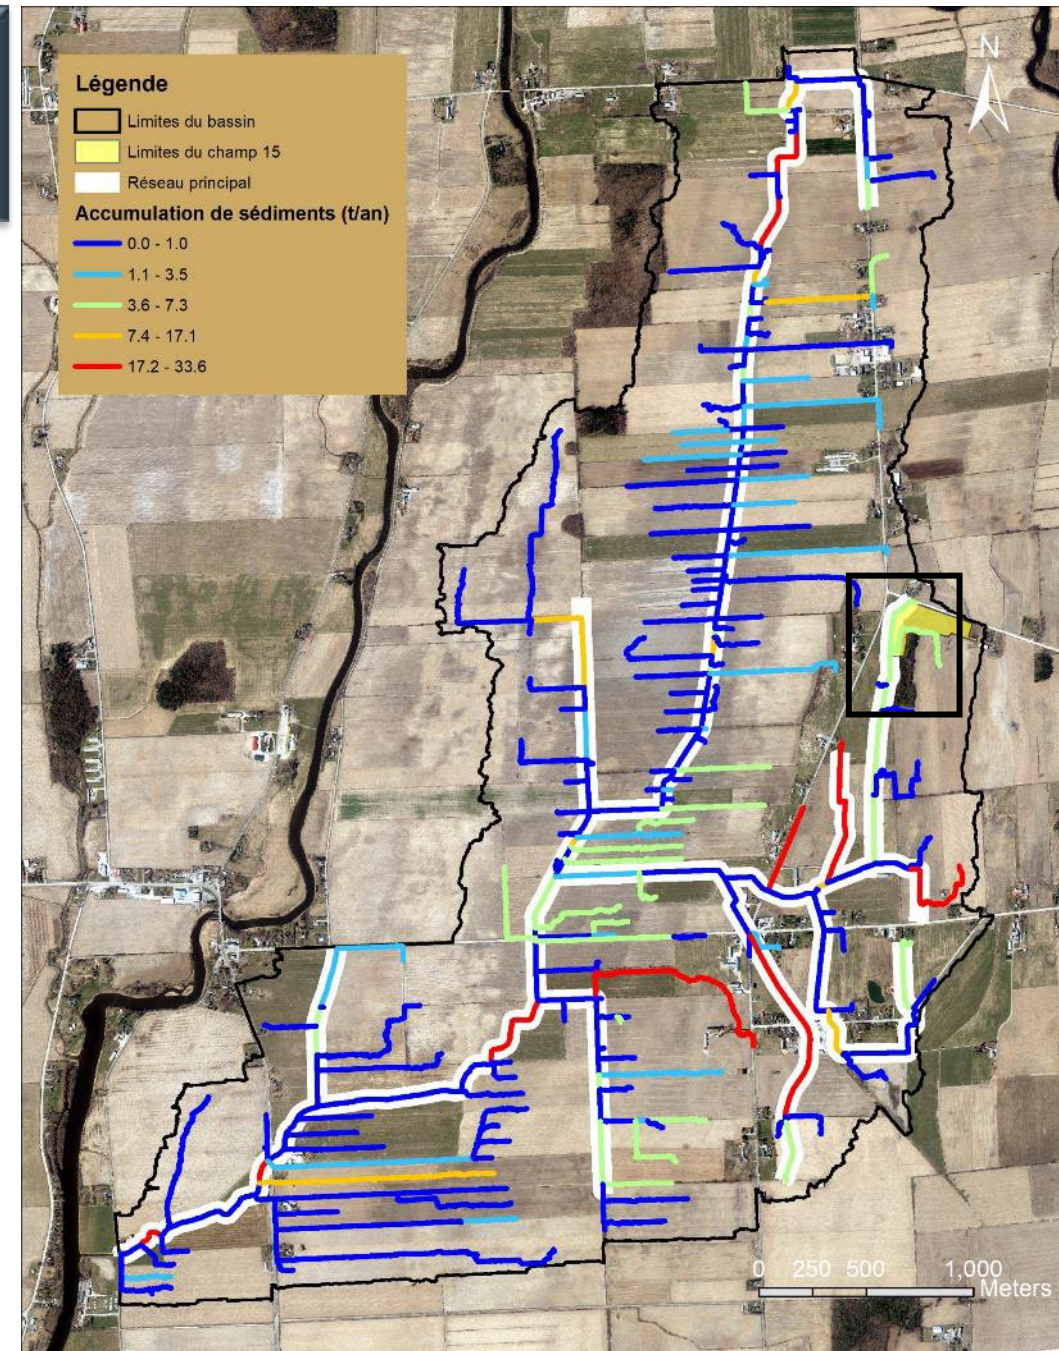 N
Légende
Limites du bassin
Limites du champ 15
Réseau principal
Accumulation de sédiments (t/an)
0.0 - 1.0
1.1 - 3.5
3.6 - 7.3
7.4 - 17.1
17.2 - 33.6
0 250 500 1,000
Meters